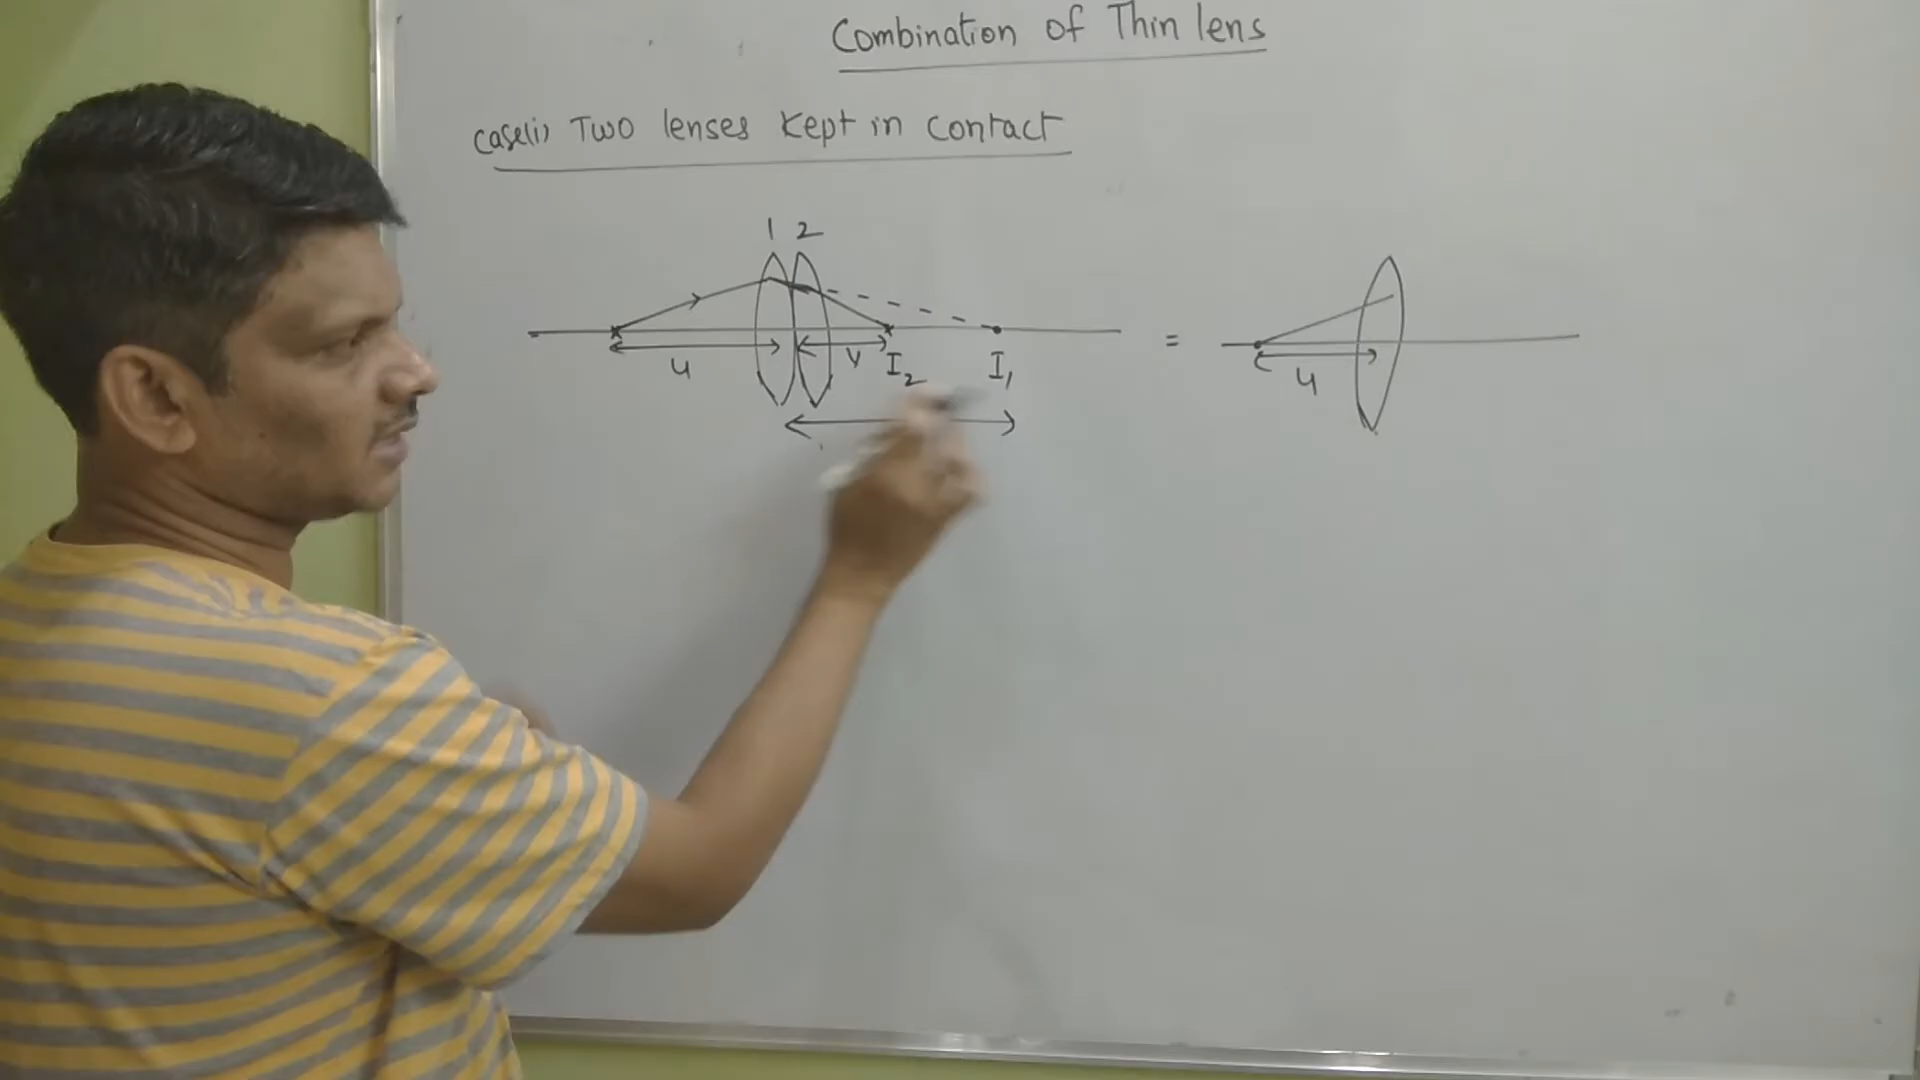 Combination of Thin lens
Case(i) Two lenses Kept in Contact
1 2
u v I2 I1
=
u